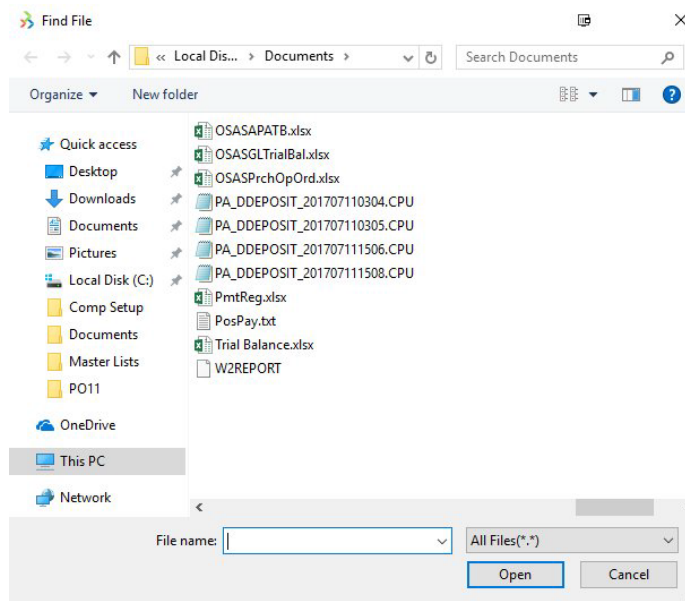 Find File
« Local Dis... > Documents >
Search Documents
Organize
New folder
Quick access
Desktop
Downloads
Documents
Pictures
Local Disk (C:)
Comp Setup
Documents
Master Lists
PO11
OneDrive
This PC
Network
OSASAPATB.xlsx
OSASGLTrialBal.xlsx
OSASPrchOpOrd.xlsx
PA_DDEPOSIT_201707110304.CPU
PA_DDEPOSIT_201707110305.CPU
PA_DDEPOSIT_201707111506.CPU
PA_DDEPOSIT_201707111508.CPU
PmtReg.xlsx
PosPay.txt
Trial Balance.xlsx
W2REPORT
File name:
All Files(*.*)
Open
Cancel